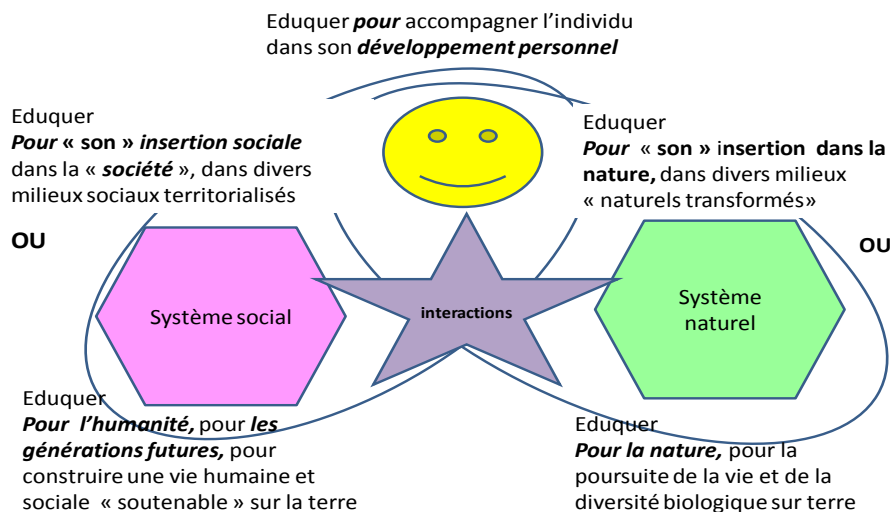 Eduquer pour accompagner l’individu
dans son développement personnel
Eduquer
Pour « son » insertion sociale
dans la « société », dans divers
milieux sociaux territorialisés
OU
Eduquer
Pour « son » insertion dans la
nature, dans divers milieux
« naturels transformés»
OU
Système social
interactions
Système
naturel
Eduquer
Pour l’humanité, pour les
générations futures, pour
construire une vie humaine et
sociale « soutenable » sur la terre
Eduquer
Pour la nature, pour la
poursuite de la vie et de la
diversité biologique sur terre